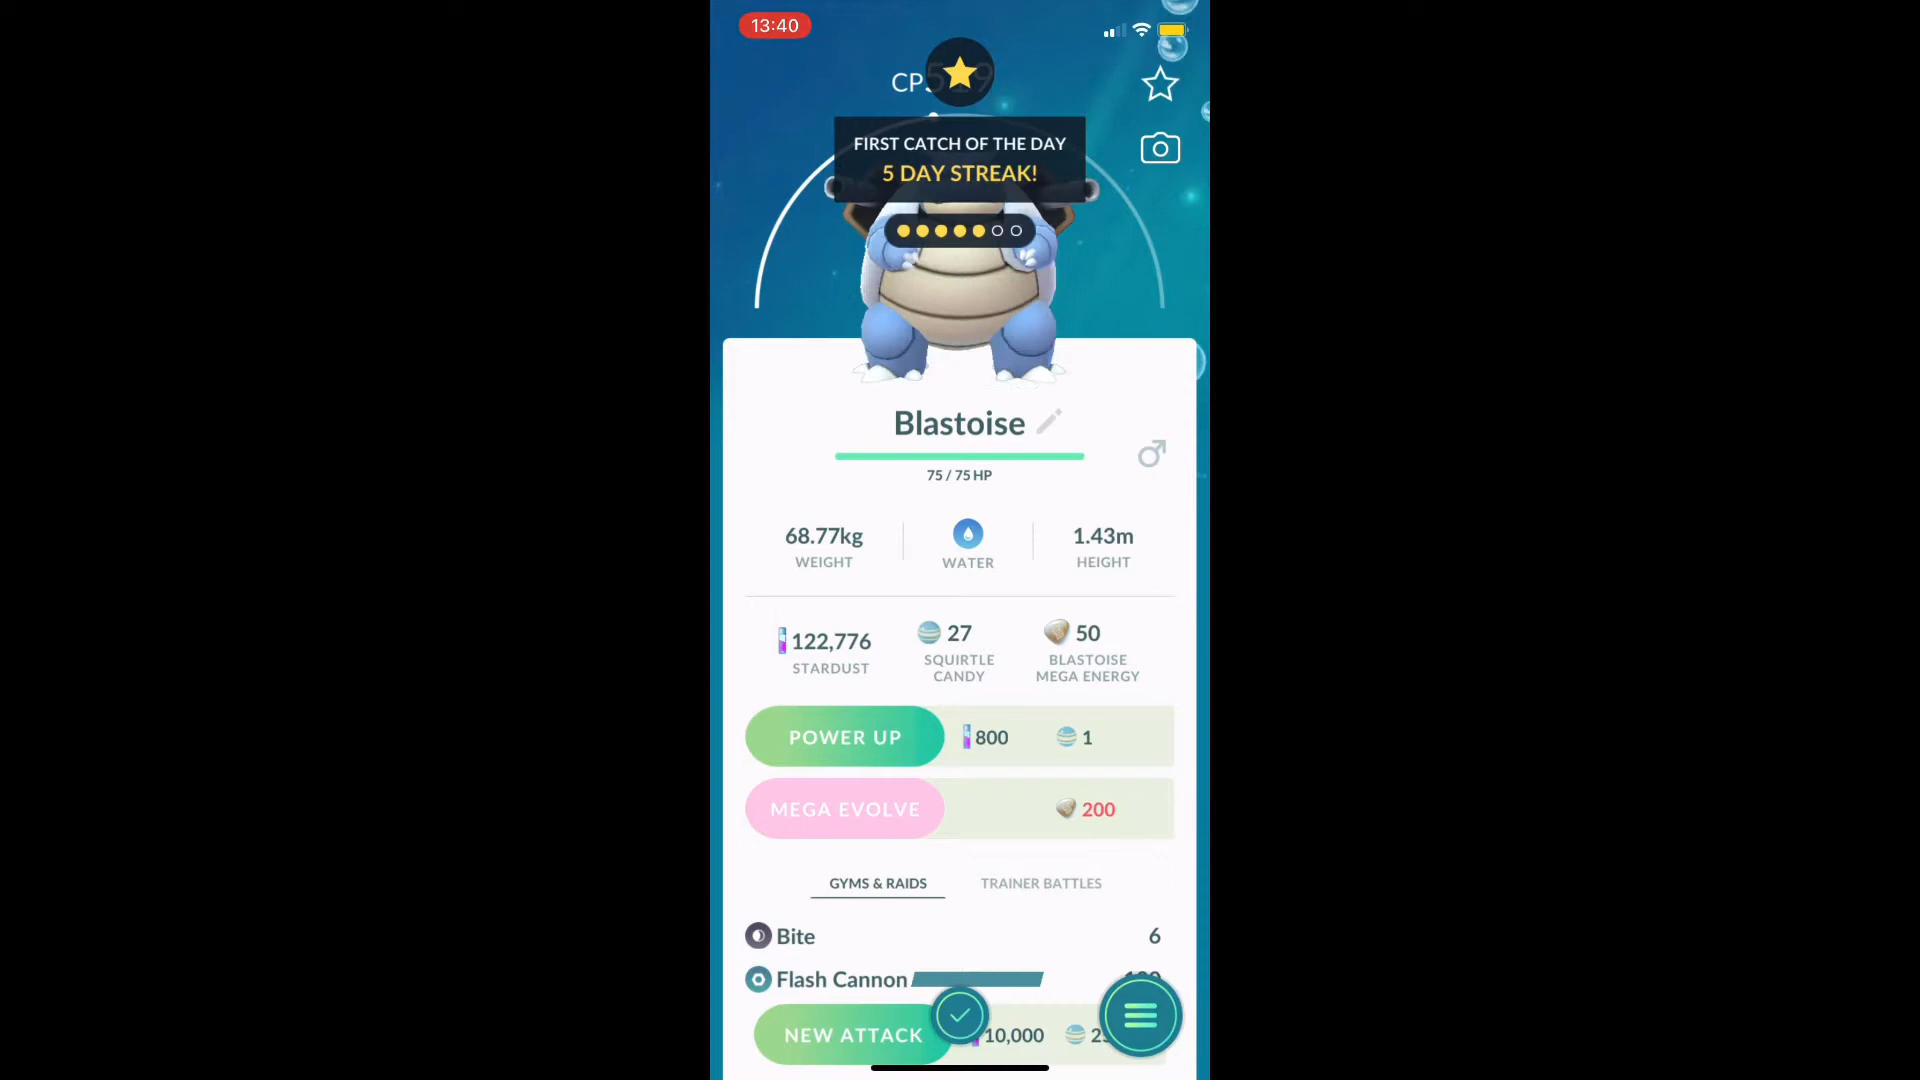 13:40
CP519
FIRST CATCH OF THE DAY
5 DAY STREAK!
Blastoise
75 / 75 HP
68.77kg
WEIGHT
WATER
1.43m
HEIGHT
122,776
STARDUST
27
SQUIRTLE
CANDY
50
BLASTOISE
MEGA ENERGY
POWER UP 800 1
MEGA EVOLVE 200
GYMS & RAIDS TRAINER BATTLES
Bite 6
Flash Cannon 100
NEW ATTACK 10,000